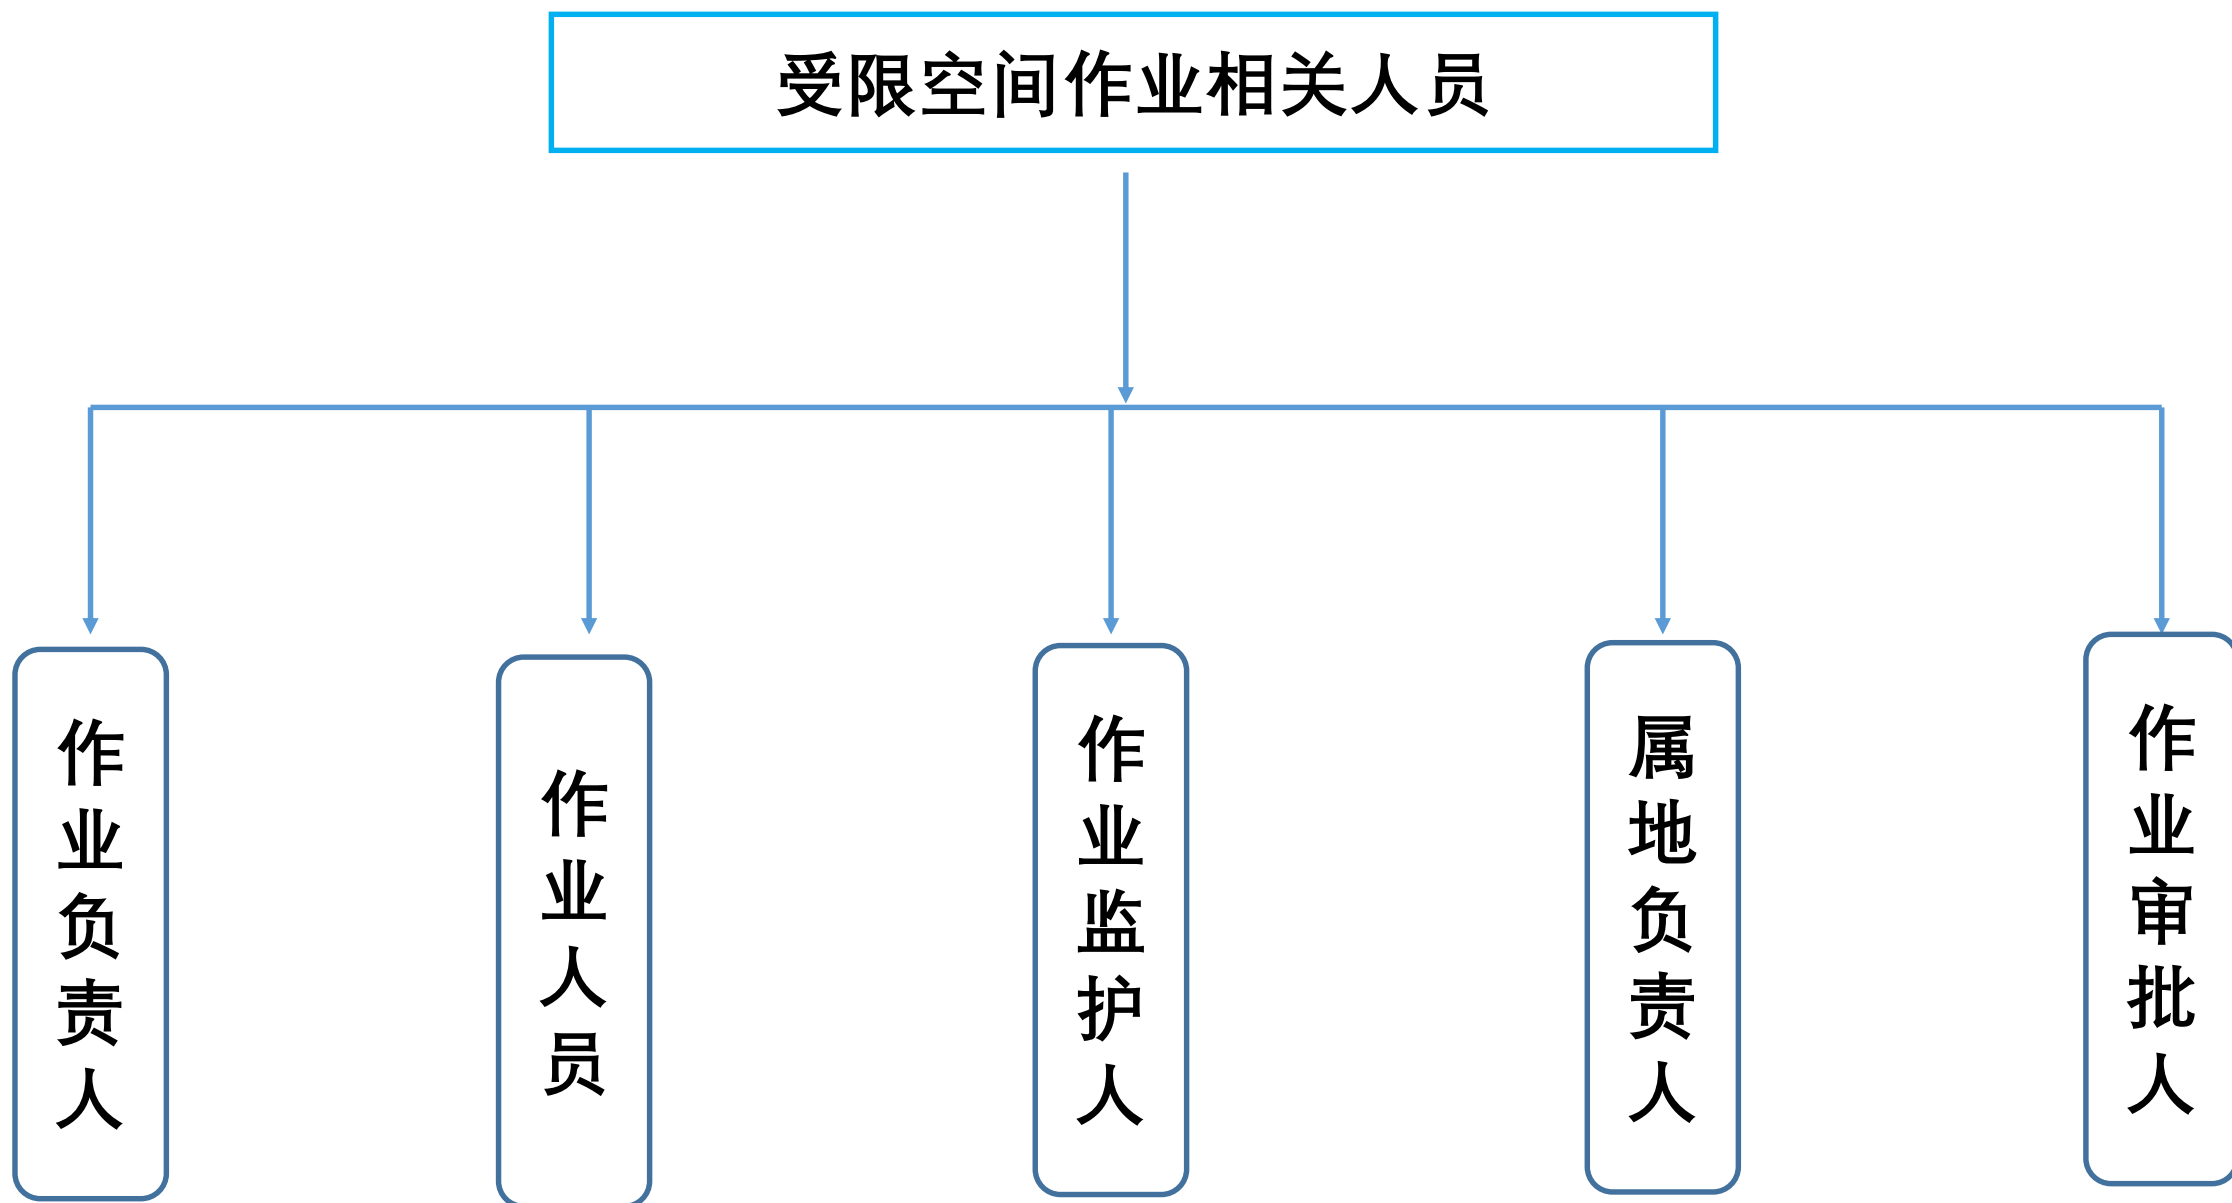 受限空间作业相关人员
作业负责人
作业人员
作业监护人
属地负责人
作业审批人